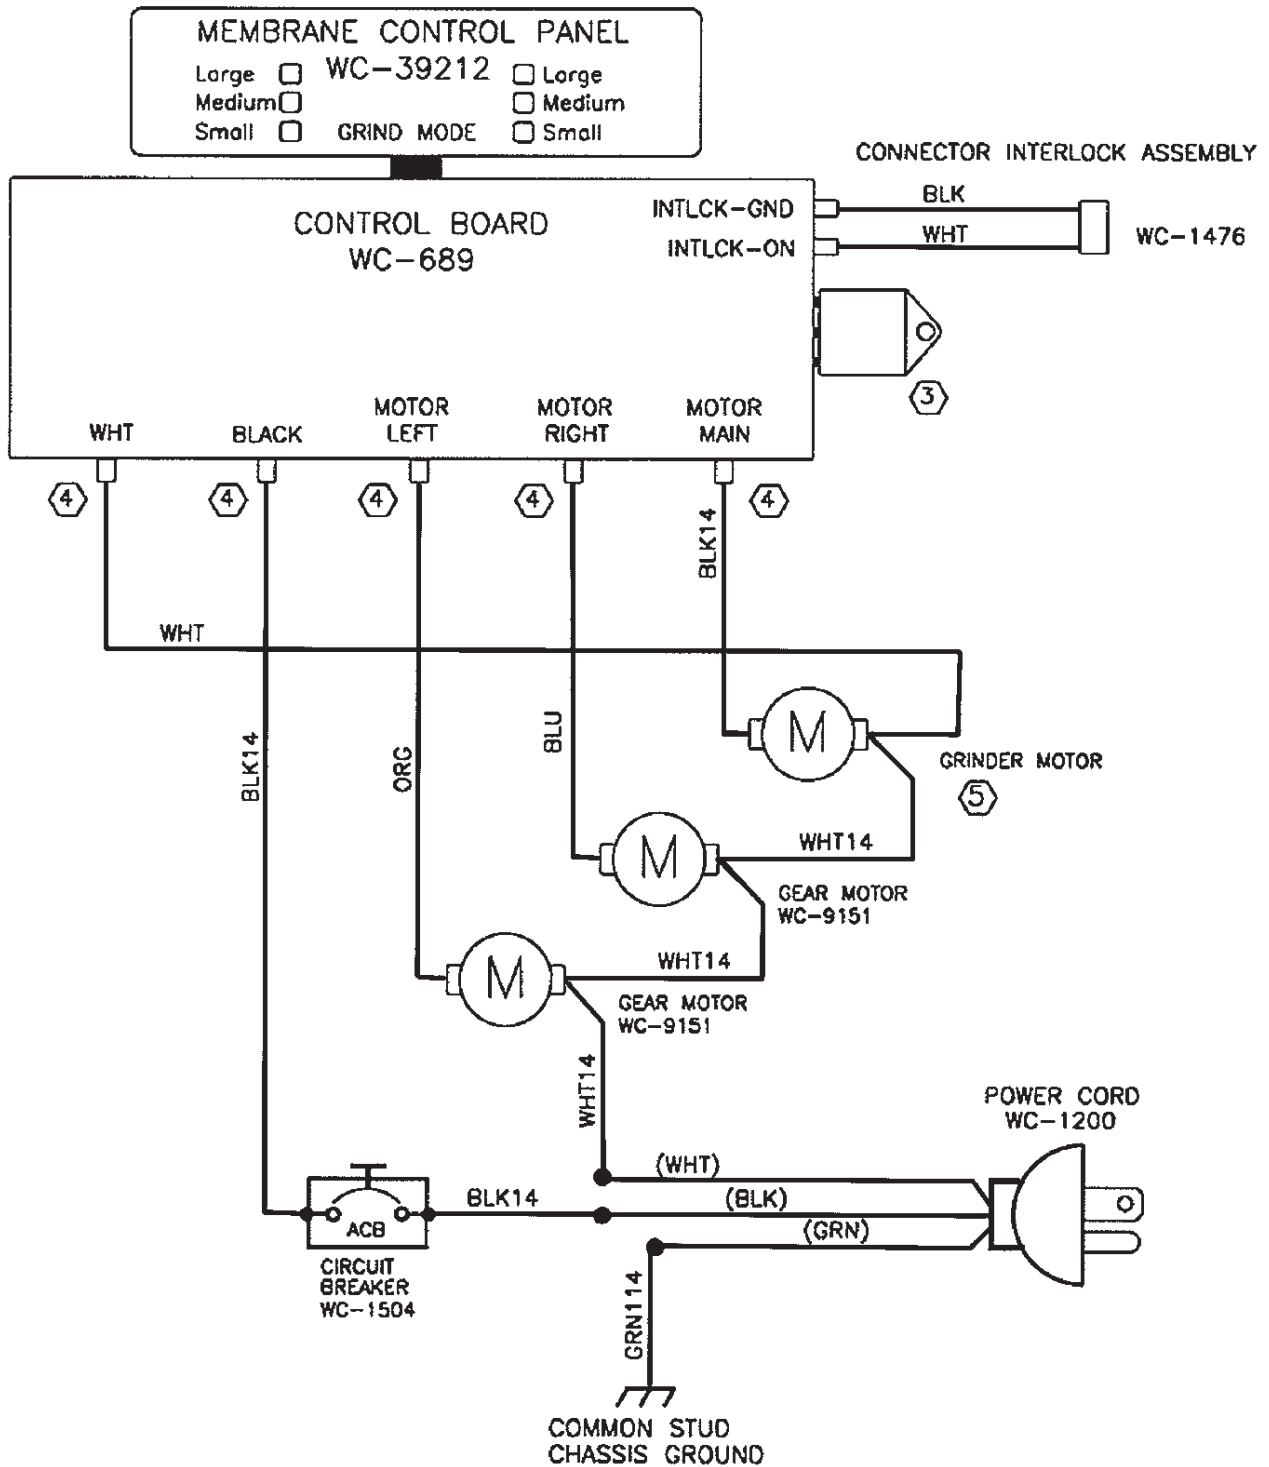 MEMBRANE CONTROL PANEL
WC-39212
Large
Medium
Small
GRIND MODE
Large
Medium
Small
CONNECTOR INTERLOCK ASSEMBLY
CONTROL BOARD
WC-689
INTLCK-GND
INTLCK-ON
BLK
WHT
WC-1476
3
WHT
BLACK
MOTOR
LEFT
MOTOR
RIGHT
MOTOR
MAIN
4
4
4
4
4
BLK14
WHT
BLK14
ORG
BLU
M
GRINDER MOTOR
5
WHT14
M
GEAR MOTOR
WC-9151
WHT14
M
GEAR MOTOR
WC-9151
WHT14
POWER CORD
WC-1200
(WHT)
BLK14
(BLK)
(GRN)
ACB
CIRCUIT
BREAKER
WC-1504
GRN114
COMMON STUD
CHASSIS GROUND